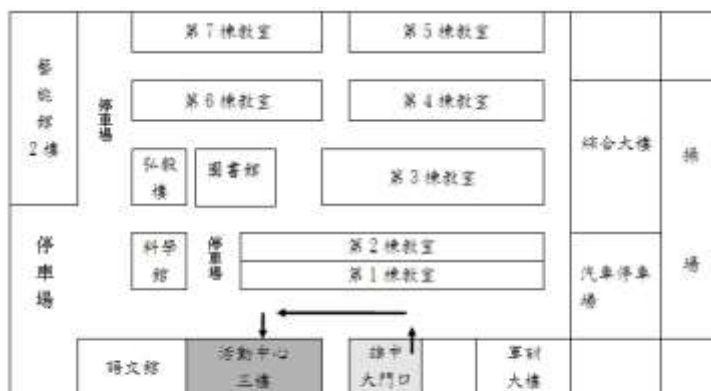 第7棟教室
第5棟教室
藝能館2樓
停車場
第6棟教室
第4棟教室
綜合大樓
操場
弘毅樓
圖書館
第3棟教室
停車場
科學館
停車場
第2棟教室
第1棟教室
汽車停車場
語文館
活動中心
三樓
雄中
大門口
軍訓
大樓